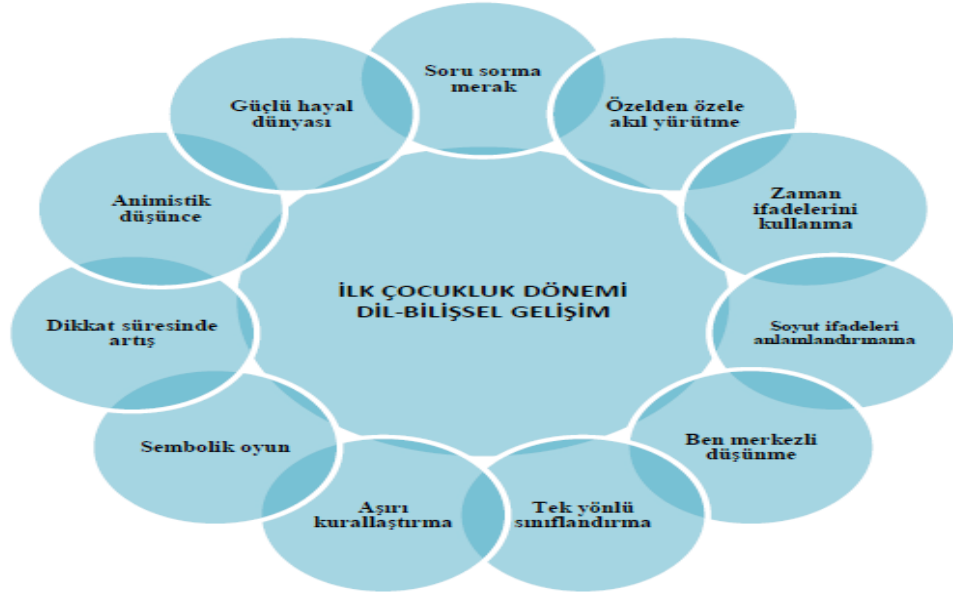 Soru sorma
merak
Özelden özele
akıl yürütme
Zaman
ifadelerini
kullanma
Soyut ifadeleri
anlamlandırmama
Ben merkezli
düşünme
Tek yönlü
sınıflandırma
Aşırı
kurallaştırma
Sembolik oyun
Dikkat süresinde
artış
Animistik
düşünce
Güçlü hayal
dünyası
İLK ÇOCUKLUK DÖNEMİ
DİL-BİLİŞSEL GELİŞİM